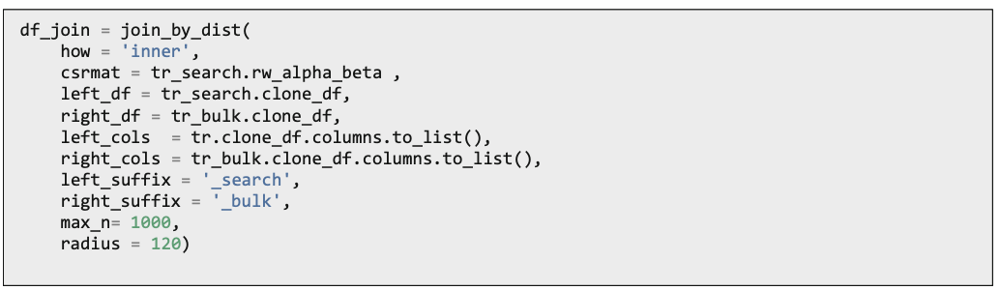 df_join = join_by_dist(
    how = 'inner',
    csrmat = tr_search.rw_alpha_beta ,
    left_df = tr_search.clone_df,
    right_df = tr_bulk.clone_df,
    left_cols  = tr.clone_df.columns.to_list(),
    right_cols = tr_bulk.clone_df.columns.to_list(),
    left_suffix = '_search',
    right_suffix = '_bulk',
    max_n= 1000,
    radius = 120)